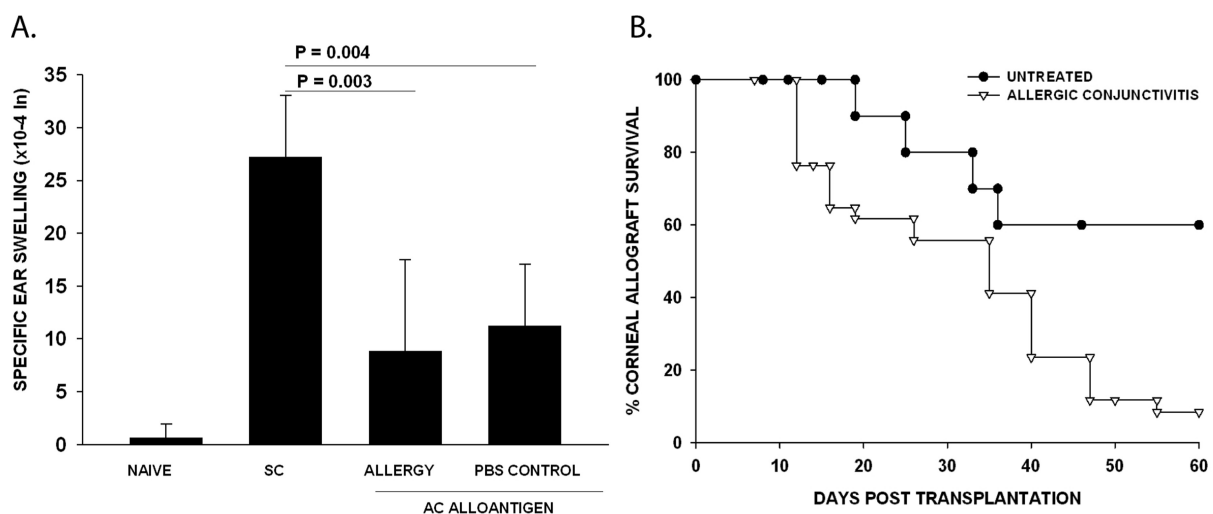 A.
P = 0.004
P = 0.003
SPECIFIC EAR SWELLING (x10-4 In)
35
30
25
20
15
10
5
0
NAIVE
SC
ALLERGY
PBS CONTROL
AC ALLOANTIGEN
B.
UNTREATED
ALLERGIC CONJUNCTIVITIS
% CORNEAL ALLOGRAFT SURVIVAL
100
80
60
40
20
0
0 10 20 30 40 50 60
DAYS POST TRANSPLANTATION